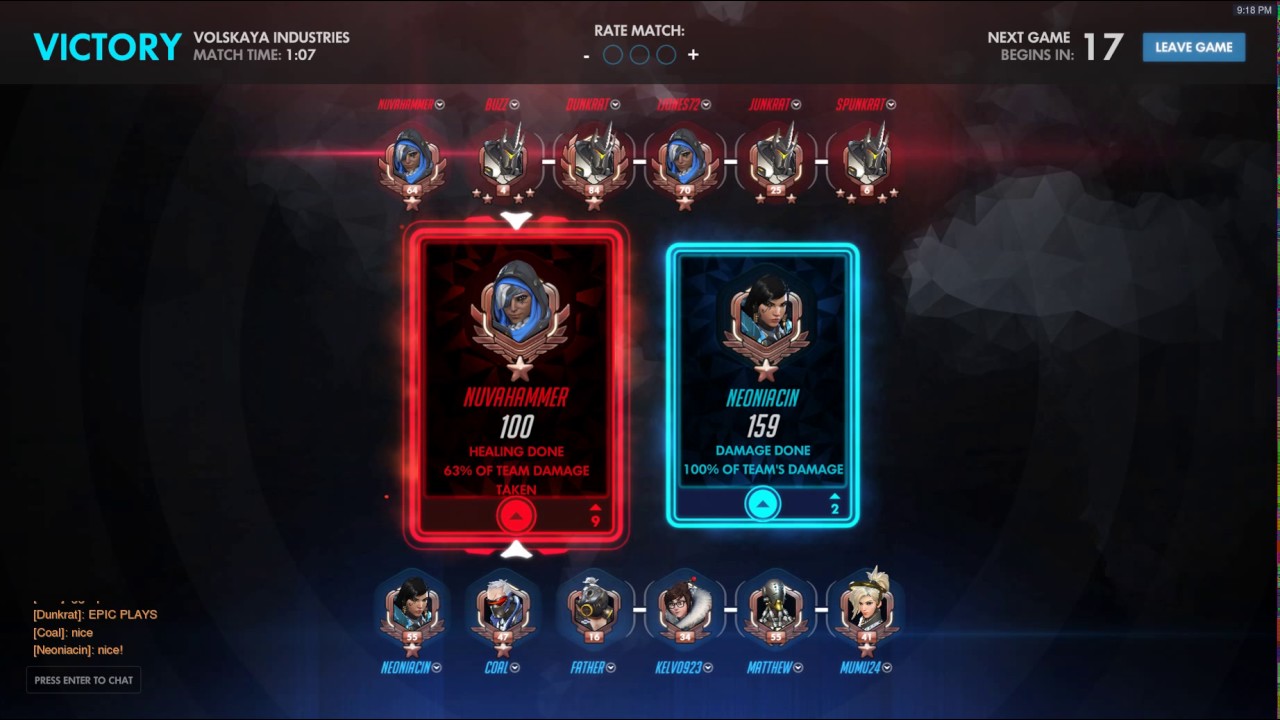 9:18 PM
VICTORY
VOLSKAYA INDUSTRIES
MATCH TIME: 1:07
RATE MATCH:
- +
NEXT GAME
BEGINS IN:
17
LEAVE GAME
NUVAHAMMER BUZZ DUNKRAT JUNKRAT SPUNKRAT
64 4 84 70 25 6
NUVAHAMMER
100
HEALING DONE
63% OF TEAM DAMAGE
TAKEN
9
NEONIACIN
159
DAMAGE DONE
100% OF TEAM'S DAMAGE
2
55 47 16 34 55 41
NEONIACIN COAL FATHER KELVO923 MATTHEW MUMU24
[Dunkrat]: EPIC PLAYS
[Coal]: nice
[Neoniacin]: nice!
PRESS ENTER TO CHAT